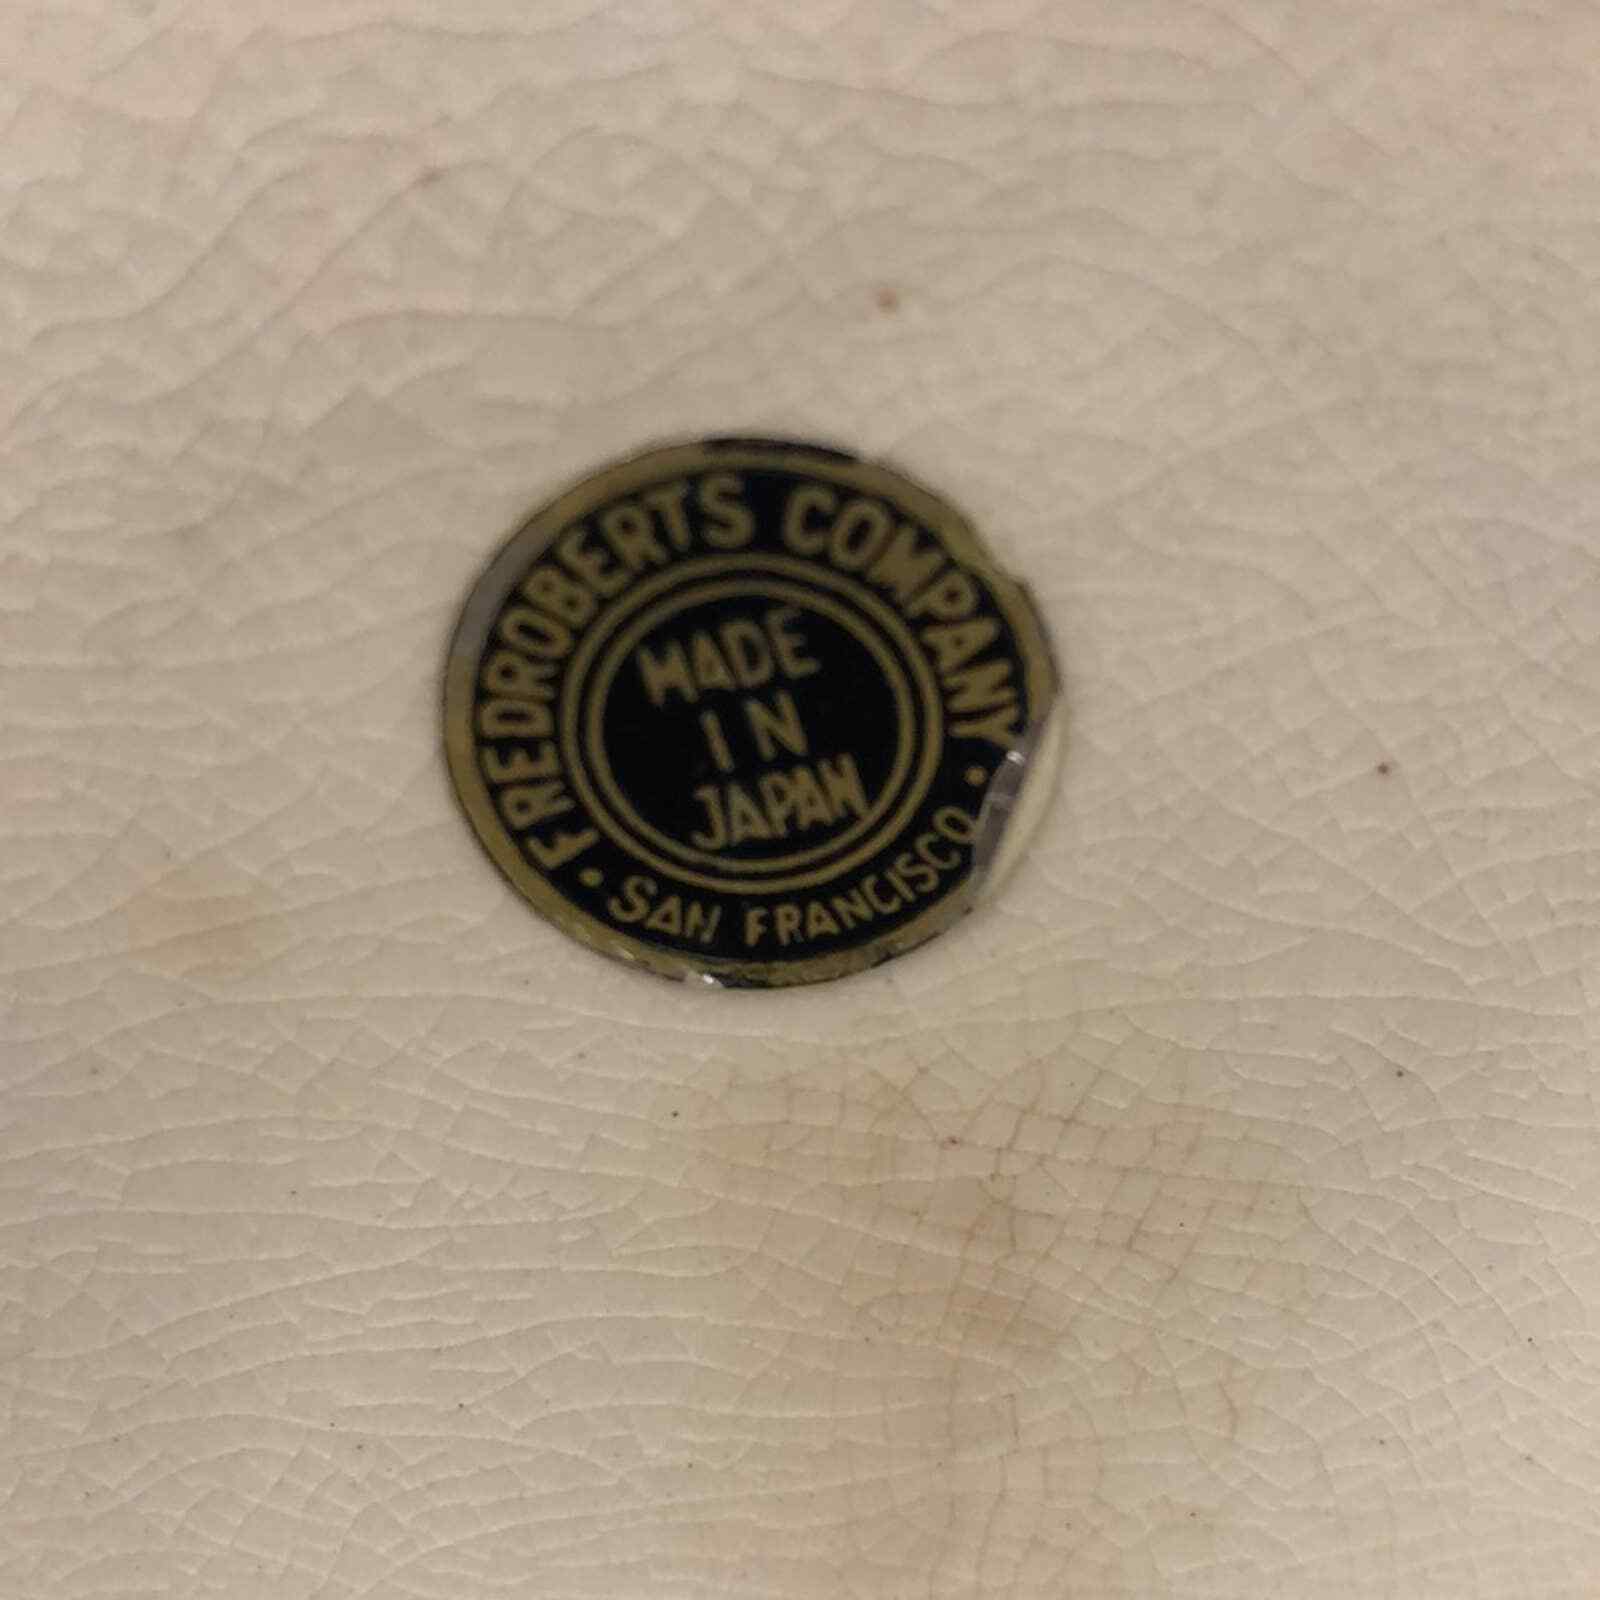 FREDROBERTS COMPANY
MADE
IN
JAPAN
• SAN FRANCISCO •